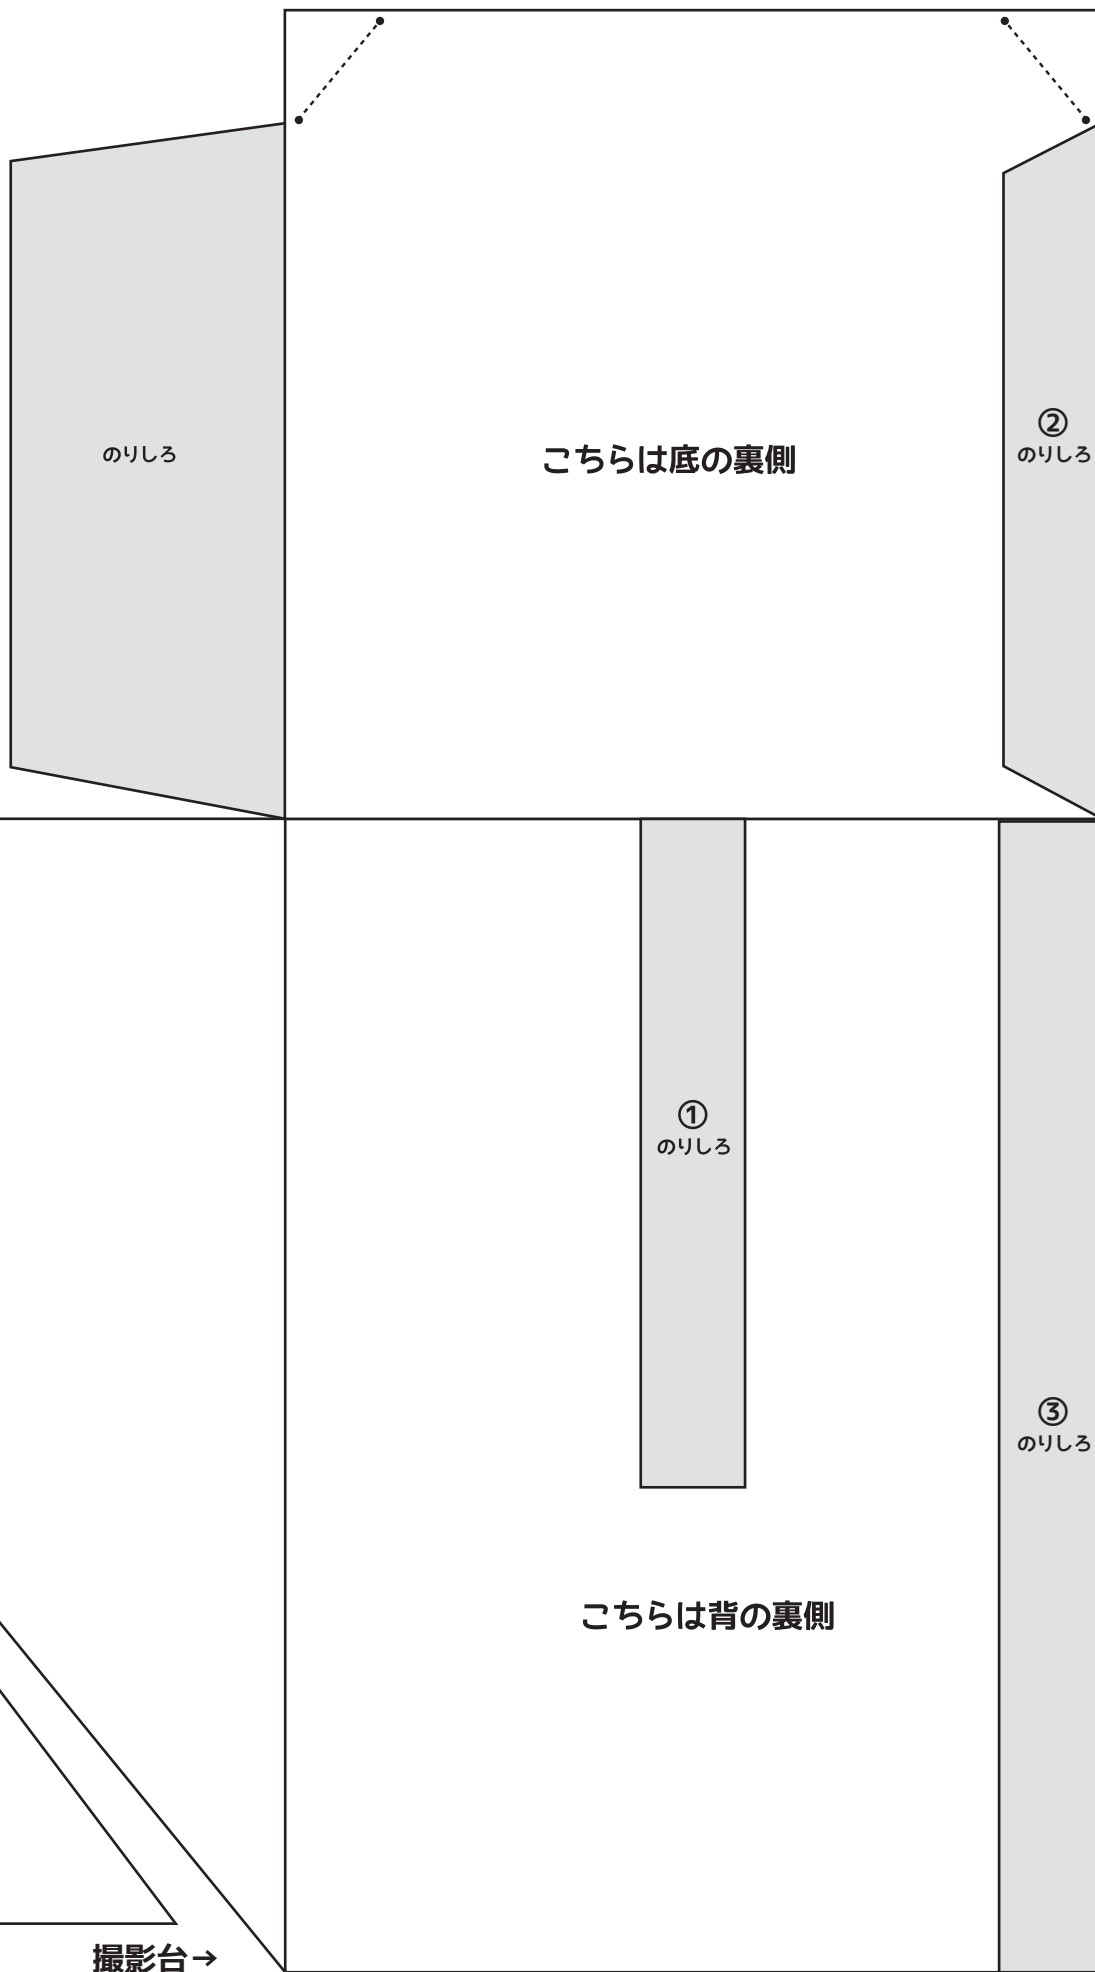 のりしろ
こちらは底の裏側
②
のりしろ
①
のりしろ
③
のりしろ
こちらは背の裏側
撮影台→